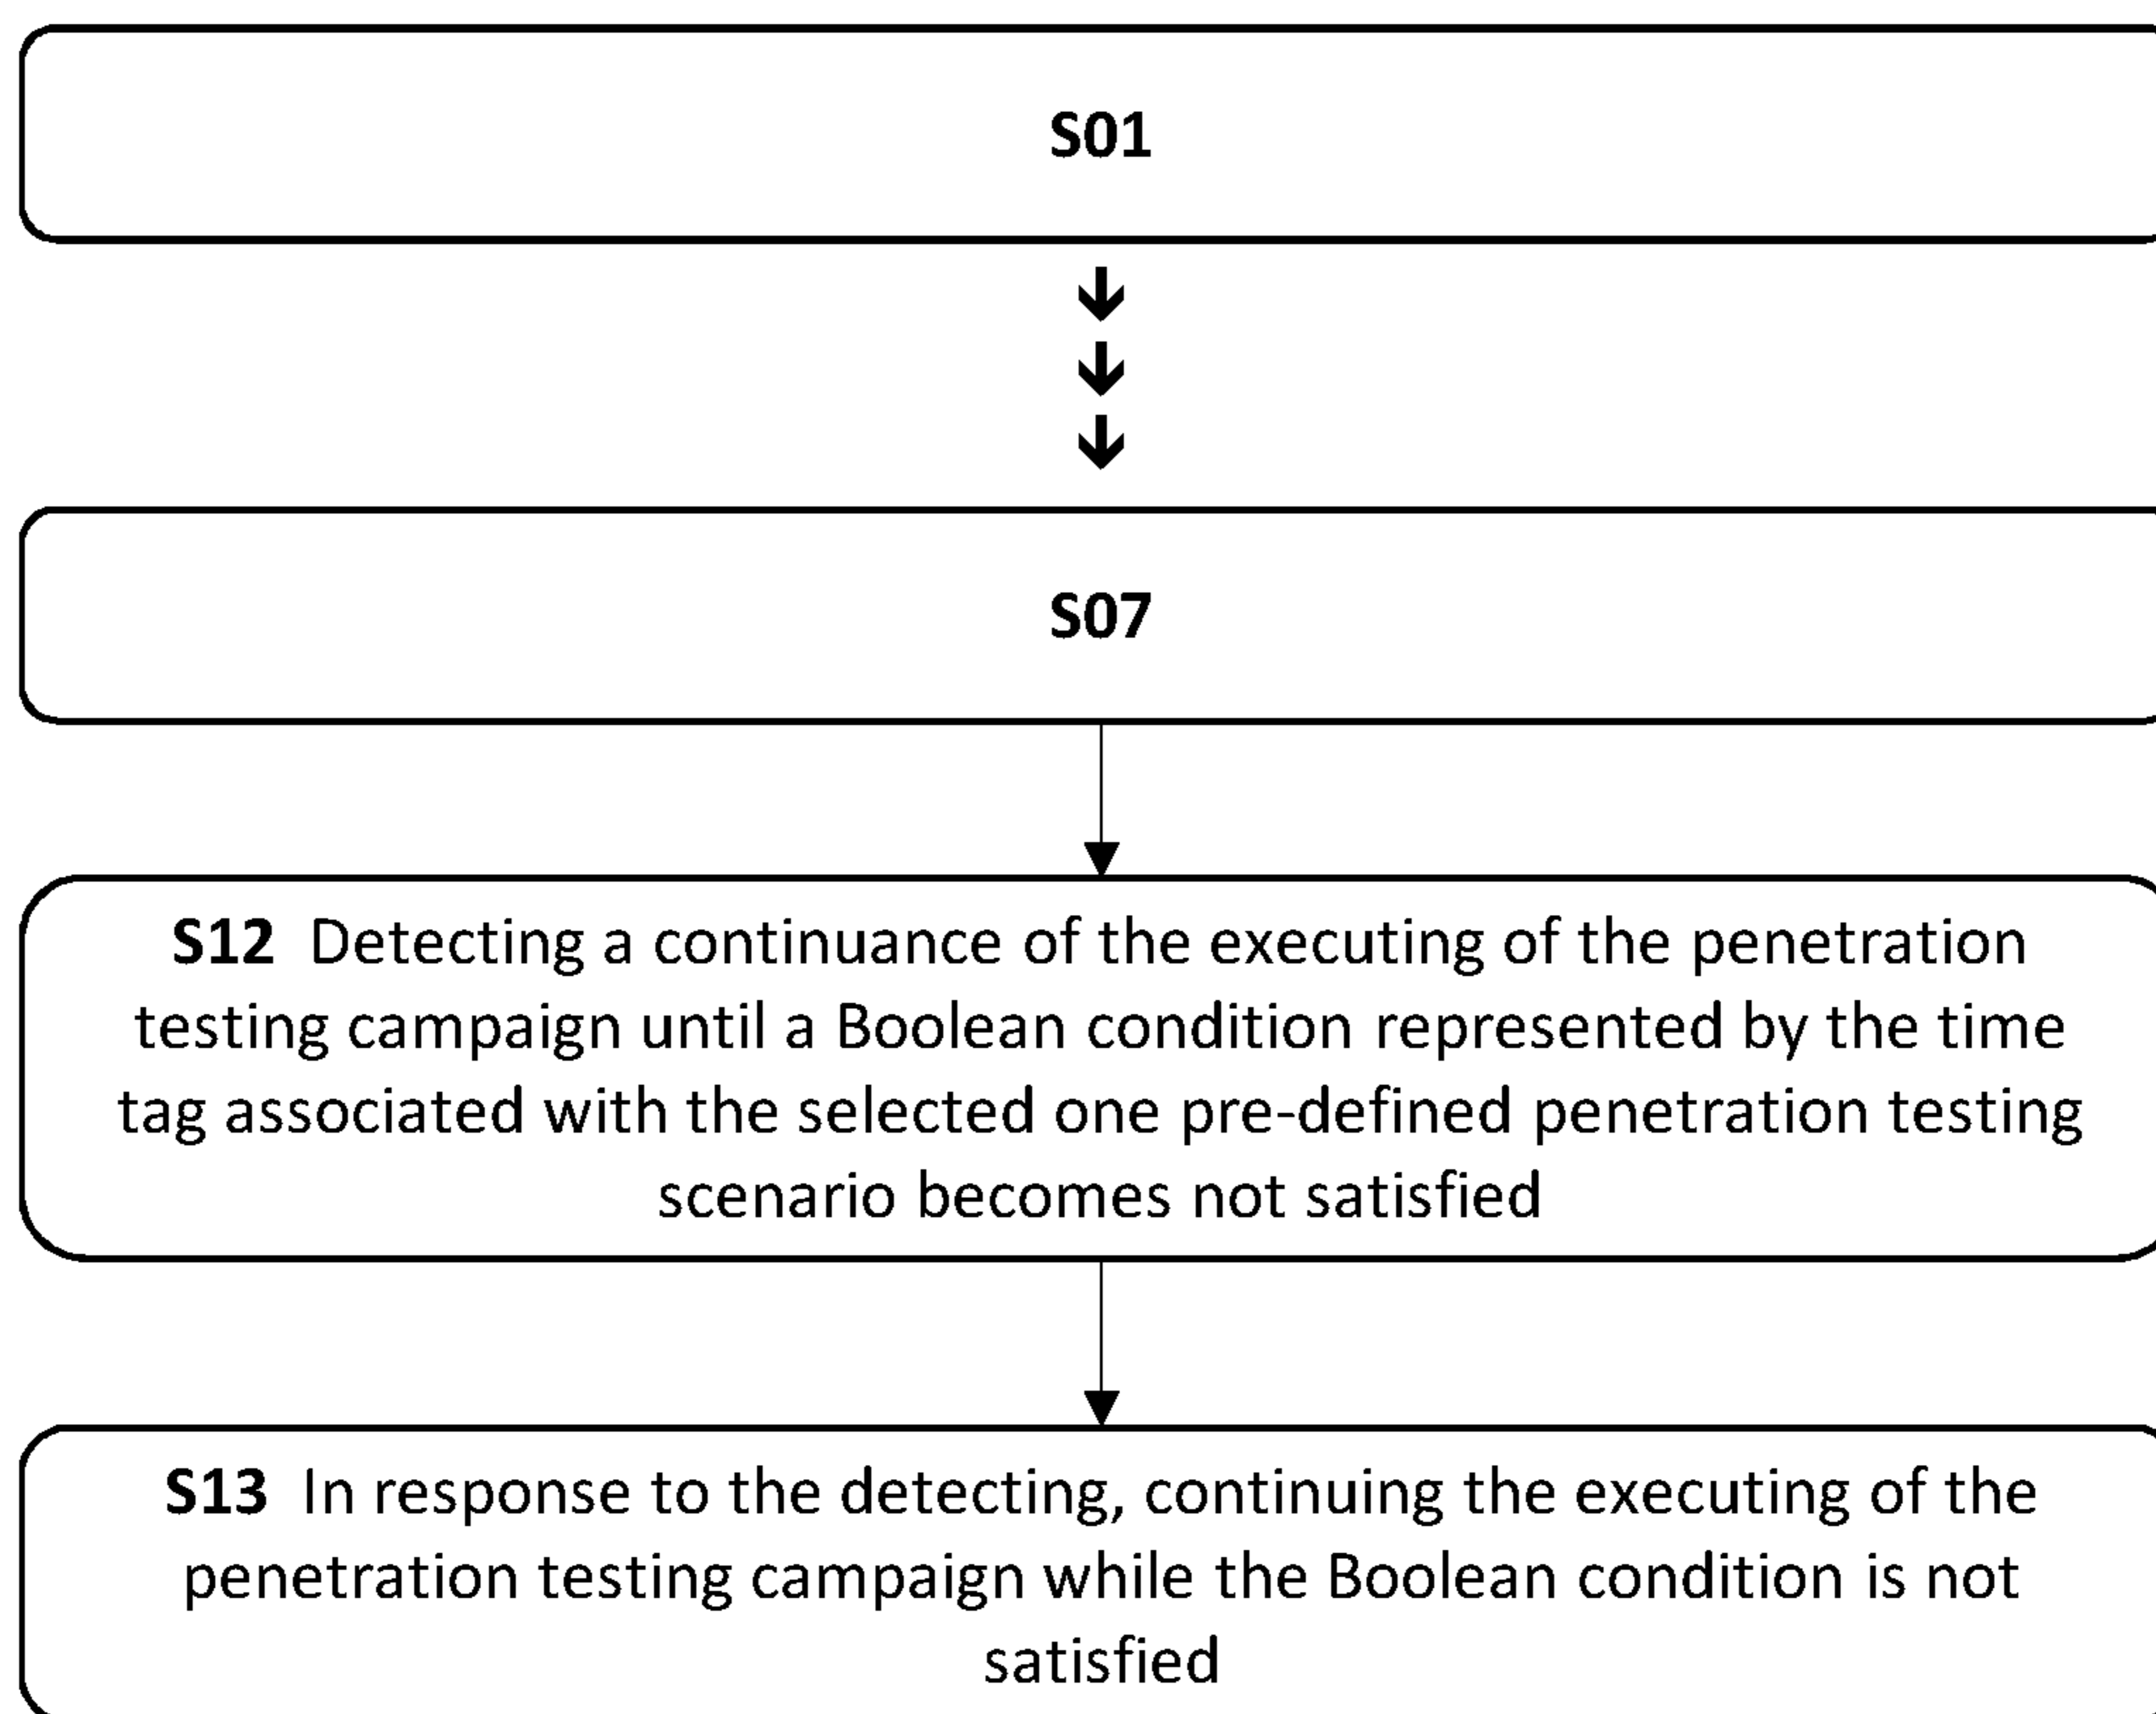 S01
S07
S12 Detecting a continuance of the executing of the penetration
testing campaign until a Boolean condition represented by the time
tag associated with the selected one pre-defined penetration testing
scenario becomes not satisfied
S13 In response to the detecting, continuing the executing of the
penetration testing campaign while the Boolean condition is not
satisfied